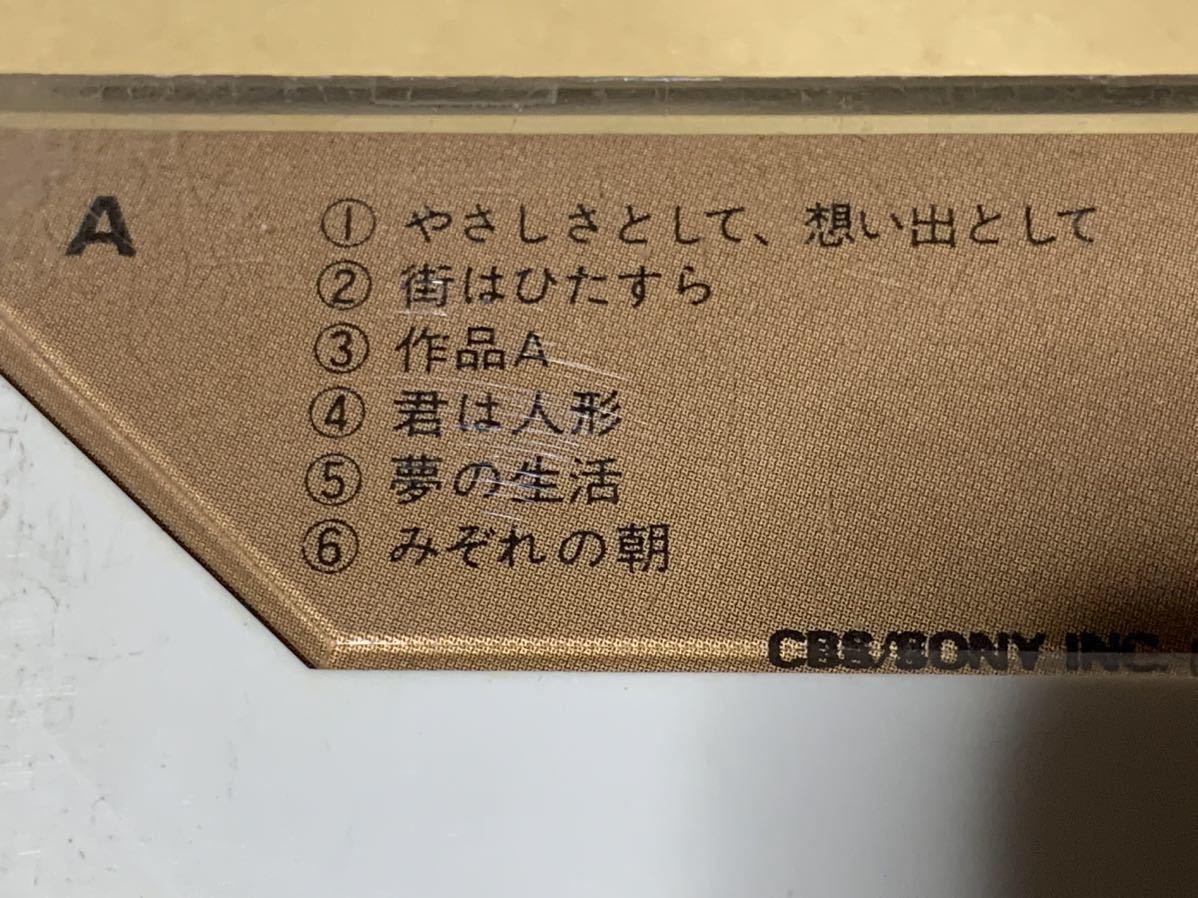 A
① やさしさとして、想い出として
② 街はひたすら
③ 作品A
④ 君は人形
⑤ 夢の生活
⑥ みぞれの朝
CBS/SONY INC.